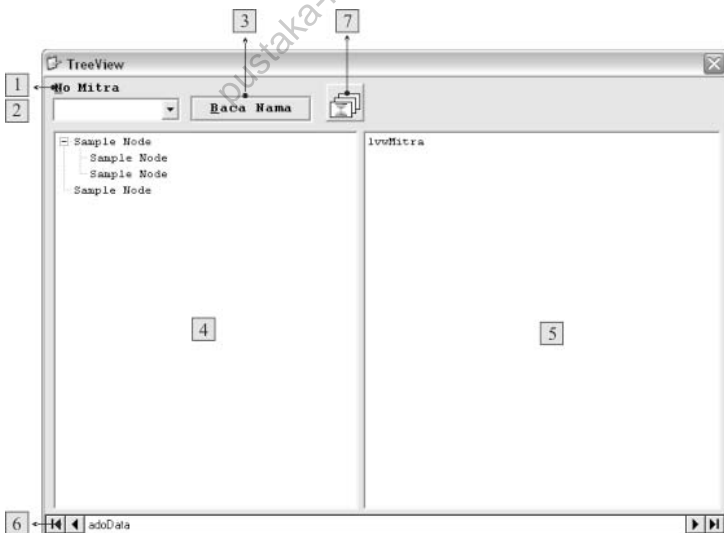 3 7
pustaka-
TreeView
1 No Mitra
2 Baca Nama
Sample Node lvwMitra
Sample Node
Sample Node
Sample Node
4 5
6 adoData